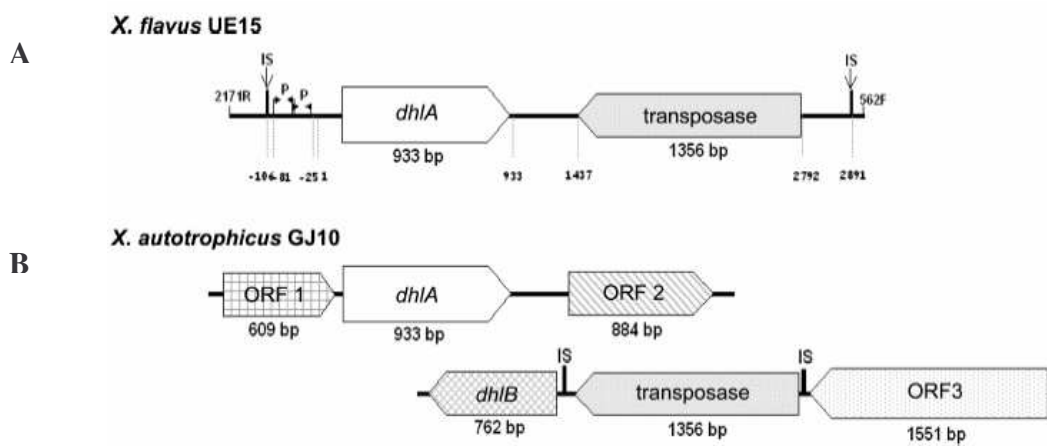 A
X. flavus UE15
IS
IS
2171R
P
P
562F
dhlA
transposase
933 bp
1356 bp
-106 -81 -25 1 933 1437 2792 2891
B
X. autotrophicus GJ10
ORF 1
dhlA
ORF 2
609 bp
933 bp
884 bp
IS
IS
dhlB
transposase
ORF3
762 bp
1356 bp
1551 bp